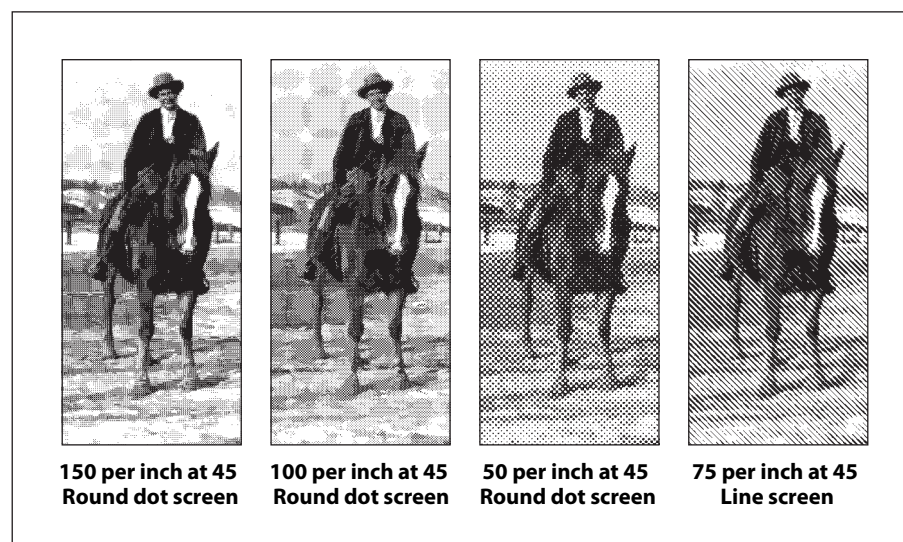 150 per inch at 45
Round dot screen
100 per inch at 45
Round dot screen
50 per inch at 45
Round dot screen
75 per inch at 45
Line screen